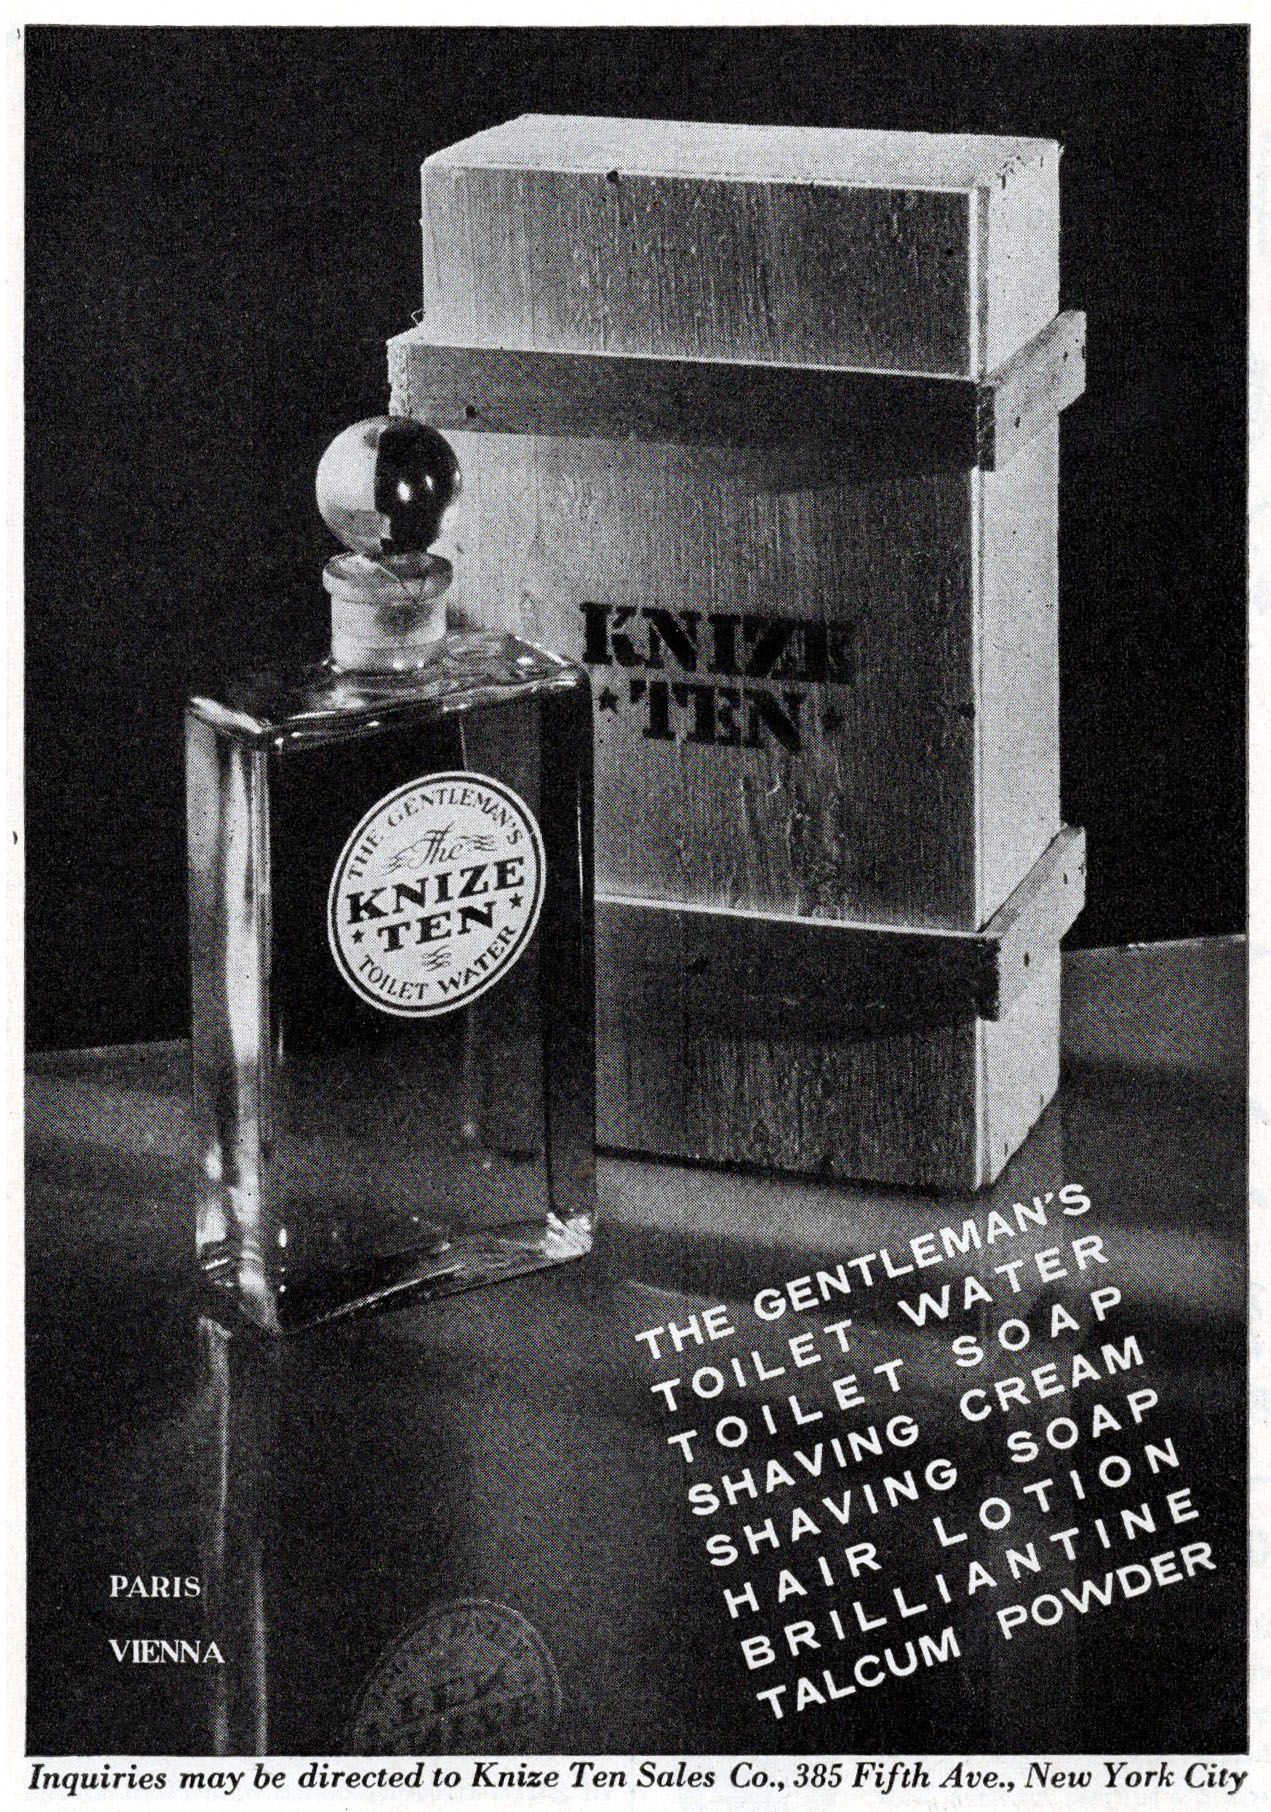 KNIZE
★ TEN ★
THE GENTLEMAN'S
The
KNIZE
★ TEN ★
TOILET WATER
THE GENTLEMAN'S
TOILET WATER
TOILET SOAP
SHAVING CREAM
SHAVING SOAP
HAIR LOTION
BRILLIANTINE
TALCUM POWDER
PARIS
VIENNA
Inquiries may be directed to Knize Ten Sales Co., 385 Fifth Ave., New York City